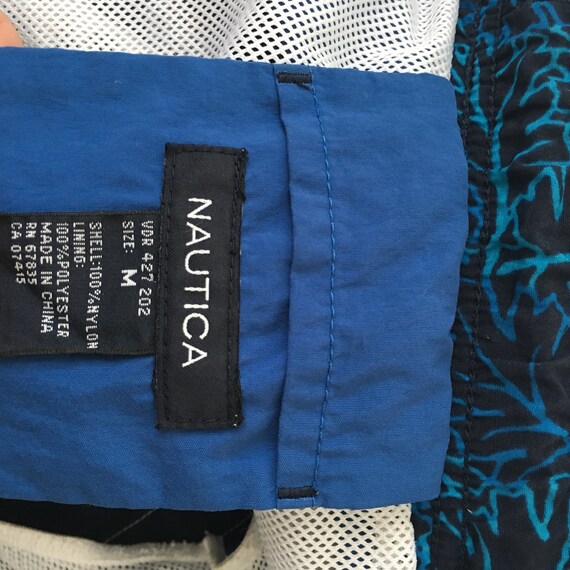 NAUTICA
VDR 427 202
SIZE: M
SHELL:100%NYLON
LINING:
100%POLYESTER
MADE IN CHINA
RN 67835
CA 07415